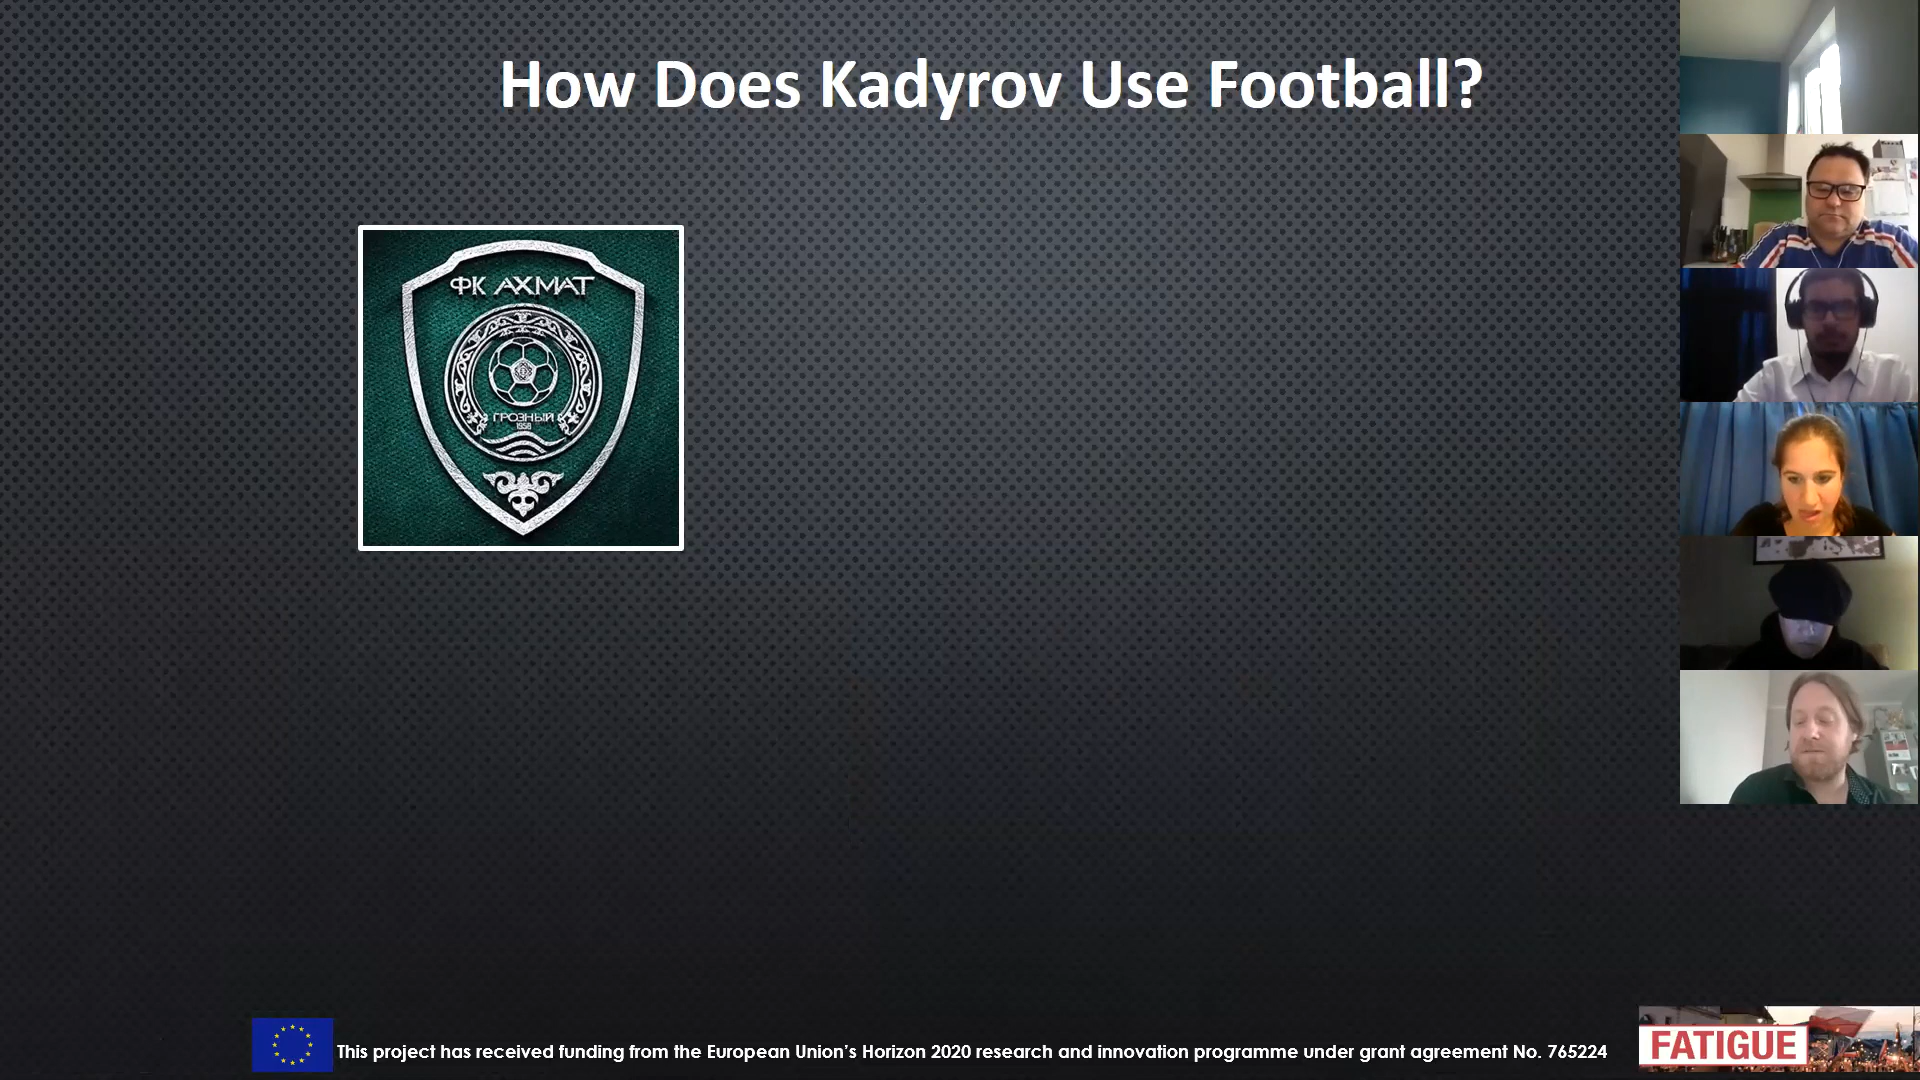 How Does Kadyrov Use Football?
ФК АХМАТ
ГРОЗНЫЙ
1958
This project has received funding from the European Union's Horizon 2020 research and innovation programme under grant agreement No. 765224
FATIGUE